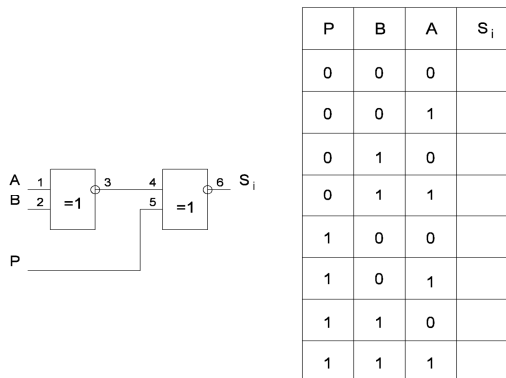 A 1 3 4 6 S i
B 2 =1 5 =1
P
P B A S i
0 0 0
0 0 1
0 1 0
0 1 1
1 0 0
1 0 1
1 1 0
1 1 1